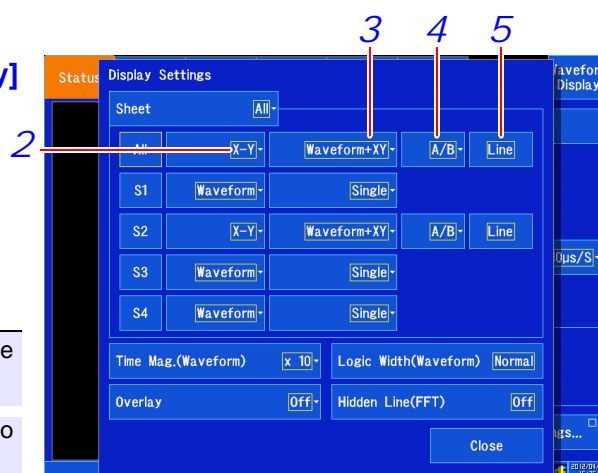 3 4 5
y]
Status Display Settings
Display
Sheet All
2
X-Y Waveform+XY A/B Line
S1 Waveform Single
S2 X-Y Waveform+XY A/B Line
S3 Waveform Single
0µs/S
S4 Waveform Single
e
Time Mag.(Waveform) x 10 Logic Width(Waveform) Normal
Overlay Off Hidden Line(FFT) Off
o
gs...
Close